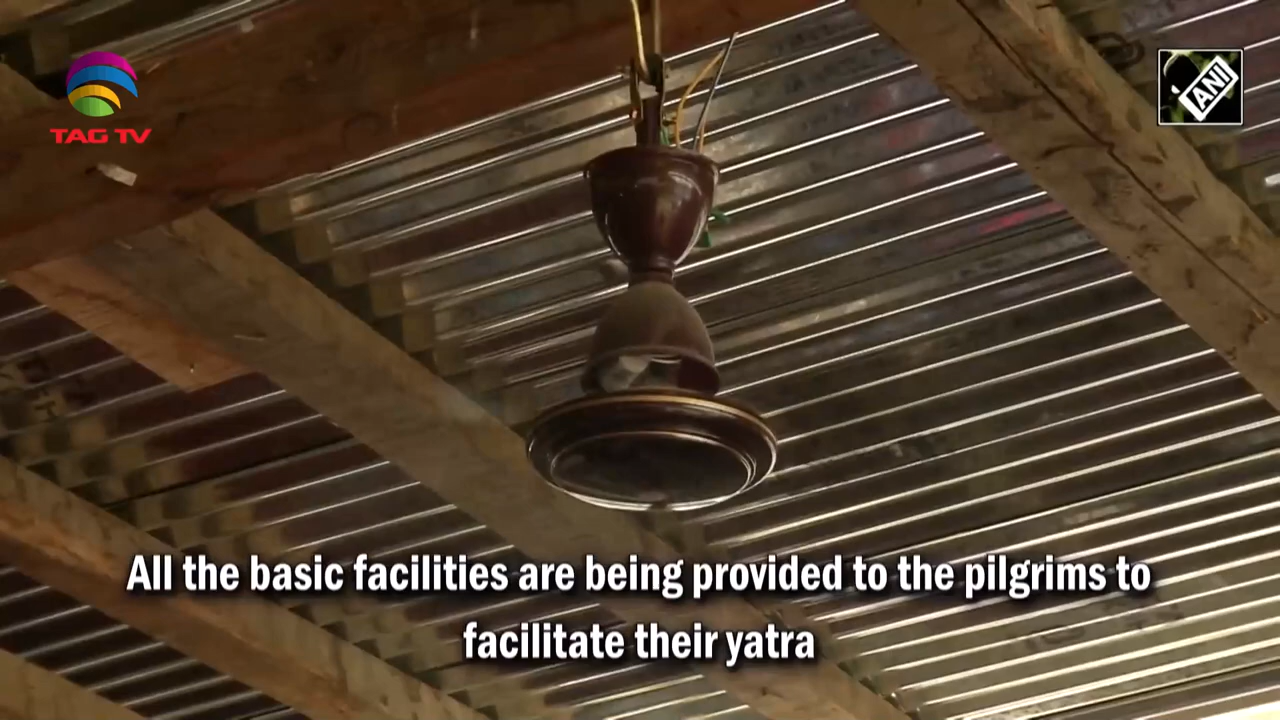 TAG TV
ANI
All the basic facilities are being provided to the pilgrims to
facilitate their yatra